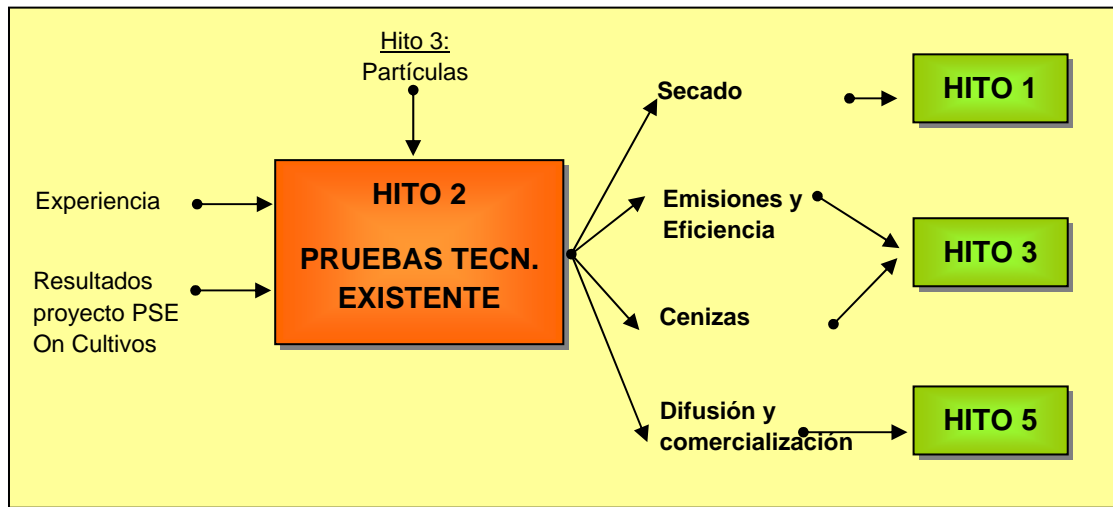 Hito 3:
Partículas
Experiencia
Resultados
proyecto PSE
On Cultivos
HITO 2
PRUEBAS TECN.
EXISTENTE
Secado
Emisiones y
Eficiencia
Cenizas
Difusión y
comercialización
HITO 1
HITO 3
HITO 5